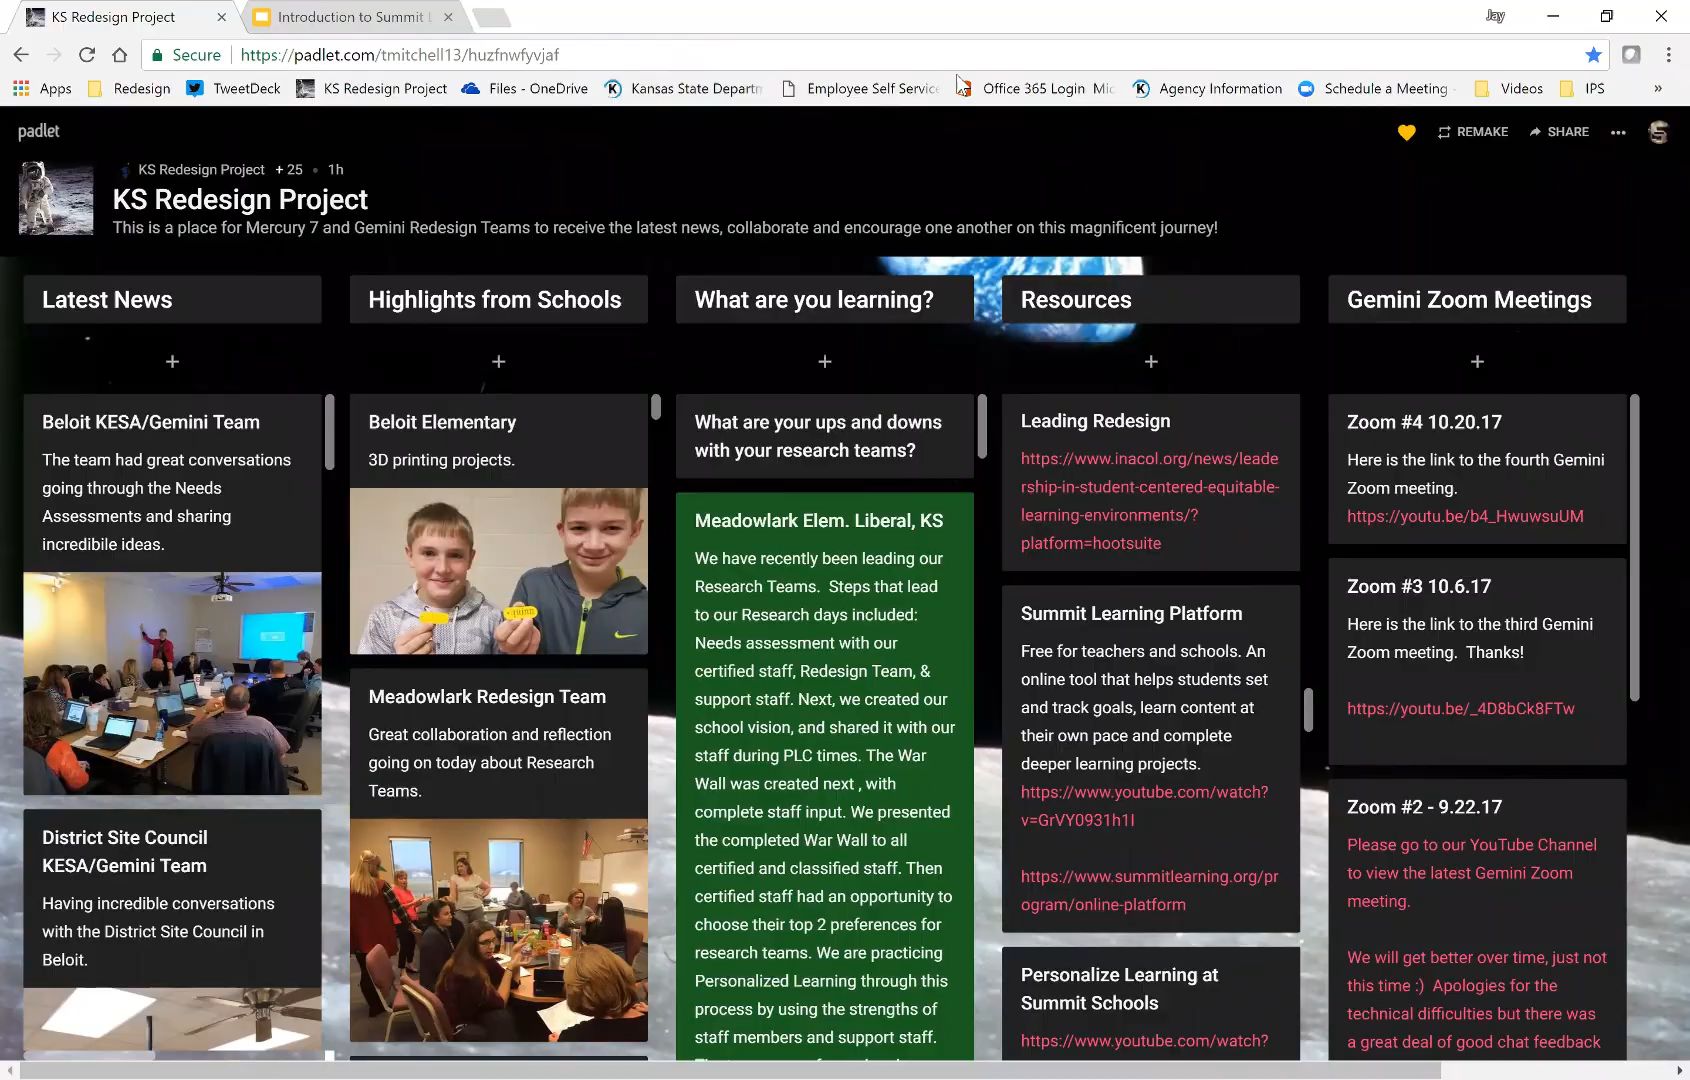 KS Redesign Project
Introduction to Summit
Jay
Secure
https://padlet.com/tmitchell13/huzfnwfyvjaf
Apps
Redesign
TweetDeck
KS Redesign Project
Files - OneDrive
Kansas State Departm
Employee Self Service
Office 365 Login
Agency Information
Schedule a Meeting
Videos
IPS
»
padlet
REMAKE
SHARE
KS Redesign Project + 25 • 1h
KS Redesign Project
This is a place for Mercury 7 and Gemini Redesign Teams to receive the latest news, collaborate and encourage one another on this magnificent journey!
Latest News
Beloit KESA/Gemini Team
The team had great conversations
going through the Needs
Assessments and sharing
incredibile ideas.
District Site Council
KESA/Gemini Team
Having incredible conversations
with the District Site Council in
Beloit.
Highlights from Schools
Beloit Elementary
3D printing projects.
Meadowlark Redesign Team
Great collaboration and reflection
going on today about Research
Teams.
What are you learning?
What are your ups and downs
with your research teams?
Meadowlark Elem. Liberal, KS
We have recently been leading our
Research Teams.  Steps that lead
to our Research days included:
Needs assessment with our
certified staff, Redesign Team, &
support staff. Next, we created our
school vision, and shared it with our
staff during PLC times. The War
Wall was created next , with
complete staff input. We presented
the completed War Wall to all
certified and classified staff. Then
certified staff had an opportunity to
choose their top 2 preferences for
research teams. We are practicing
Personalized Learning through this
process by using the strengths of
staff members and support staff.
Resources
Leading Redesign
https://www.inacol.org/news/leade
rship-in-student-centered-equitable-
learning-environments/?
platform=hootsuite
Summit Learning Platform
Free for teachers and schools. An
online tool that helps students set
and track goals, learn content at
their own pace and complete
deeper learning projects.
https://www.youtube.com/watch?
v=GrVY0931h1I
https://www.summitlearning.org/pr
ogram/online-platform
Personalize Learning at
Summit Schools
https://www.youtube.com/watch?
Gemini Zoom Meetings
Zoom #4 10.20.17
Here is the link to the fourth Gemini
Zoom meeting.
https://youtu.be/b4_HwuwsuUM
Zoom #3 10.6.17
Here is the link to the third Gemini
Zoom meeting.  Thanks!
https://youtu.be/_4D8bCk8FTw
Zoom #2 - 9.22.17
Please go to our YouTube Channel
to view the latest Gemini Zoom
meeting.
We will get better over time, just not
this time :)  Apologies for the
technical difficulties but there was
a great deal of good chat feedback